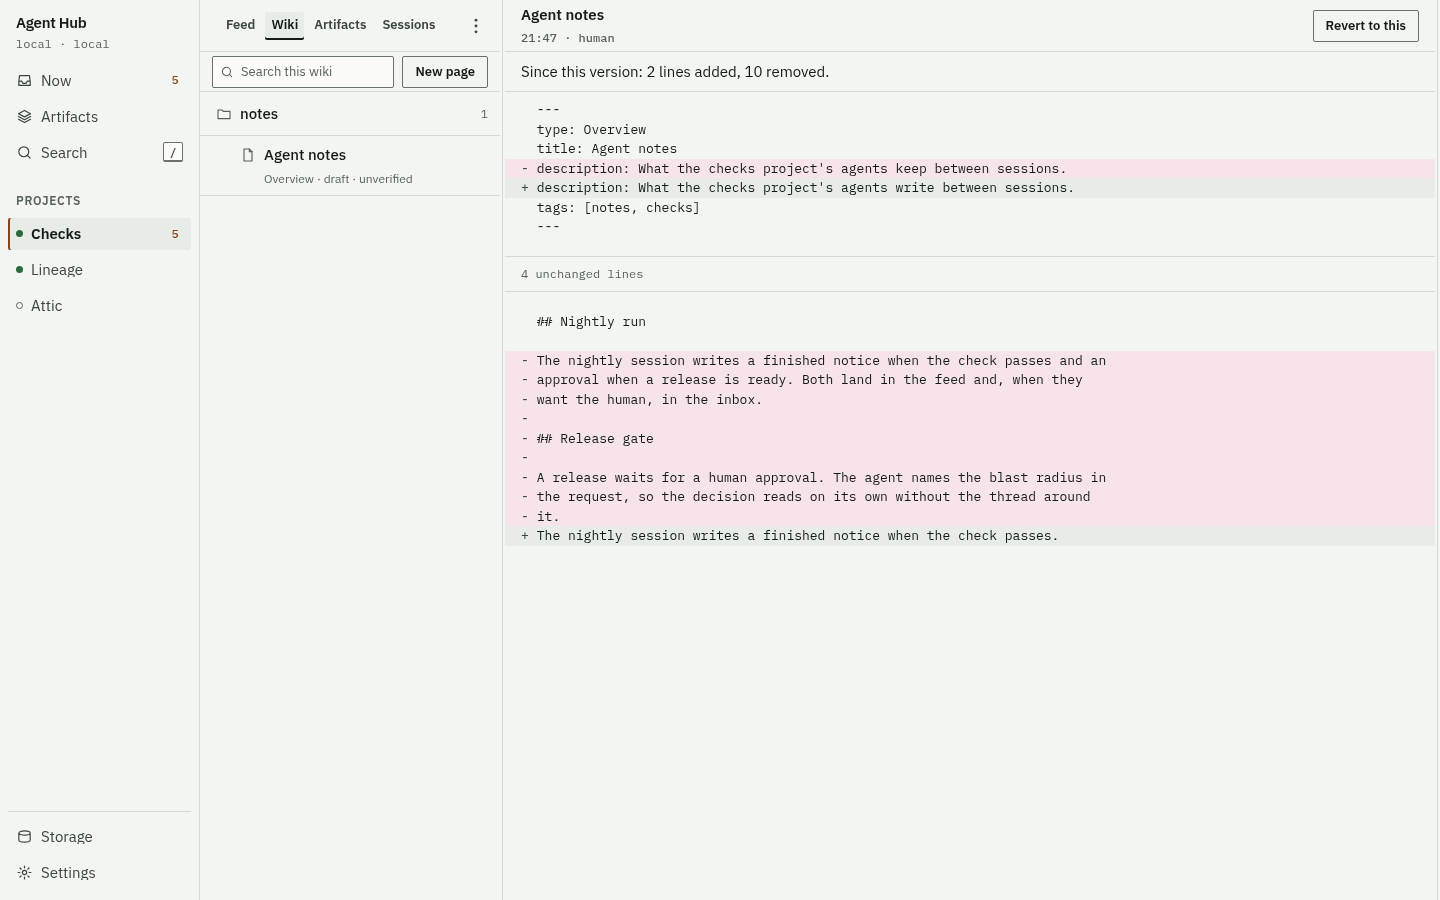 Agent Hub
local · local
Now 5
Artifacts
Search /
PROJECTS
Checks 5
Lineage
Attic
Storage
Settings
Feed Wiki Artifacts Sessions
Search this wiki New page
notes 1
Agent notes
Overview · draft · unverified
Agent notes
21:47 · human
Revert to this
Since this version: 2 lines added, 10 removed.
---
type: Overview
title: Agent notes
- description: What the checks project's agents keep between sessions.
+ description: What the checks project's agents write between sessions.
tags: [notes, checks]
---
4 unchanged lines
## Nightly run
- The nightly session writes a finished notice when the check passes and an
- approval when a release is ready. Both land in the feed and, when they
- want the human, in the inbox.
-
- ## Release gate
-
- A release waits for a human approval. The agent names the blast radius in
- the request, so the decision reads on its own without the thread around
- it.
+ The nightly session writes a finished notice when the check passes.